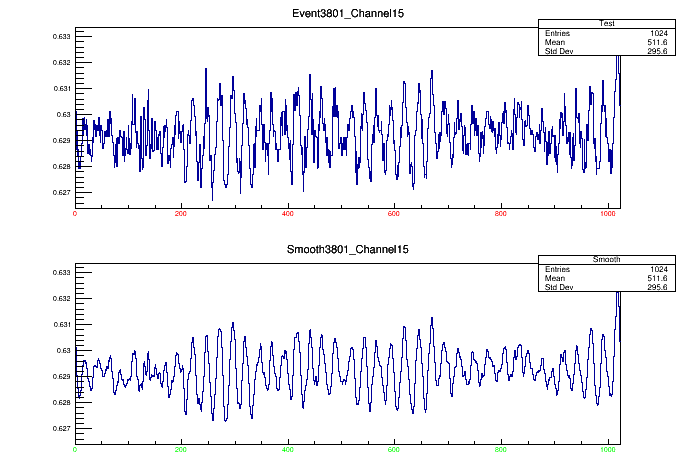 Event3801_Channel15
Test
Entries 1024
Mean 511.6
Std Dev 295.6
0.633
0.632
0.631
0.63
0.629
0.628
0.627
0 200 400 600 800 1000
Smooth3801_Channel15
Smooth
Entries 1024
Mean 511.6
Std Dev 295.6
0.633
0.632
0.631
0.63
0.629
0.628
0.627
0 200 400 600 800 1000